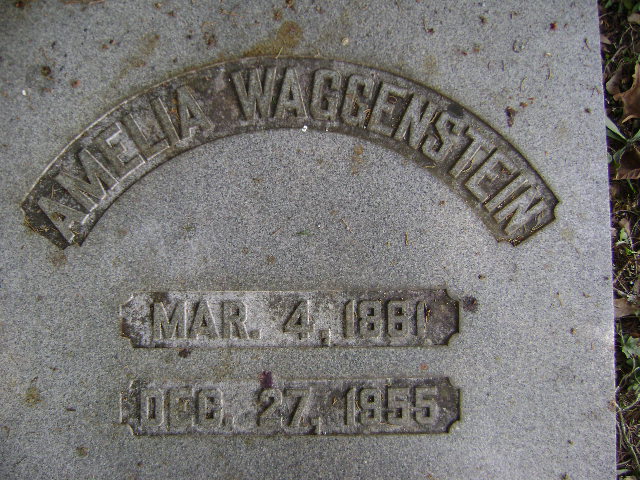 AMELIA WAGGENSTEIN
MAR. 4, 1881
DEC. 27, 1955